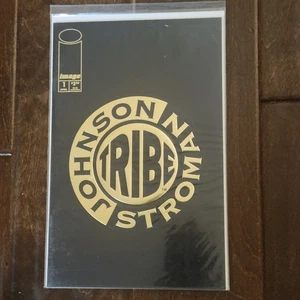 image
1
JOHNSON
TRIBE
STROMAN